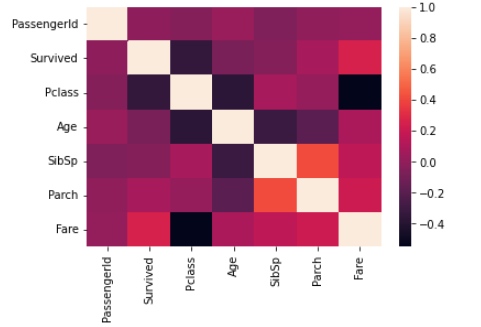 PassengerId
Survived
Pclass
Age
SibSp
Parch
Fare
PassengerId
Survived
Pclass
Age
SibSp
Parch
Fare
1.0
0.8
0.6
0.4
0.2
0.0
−0.2
−0.4